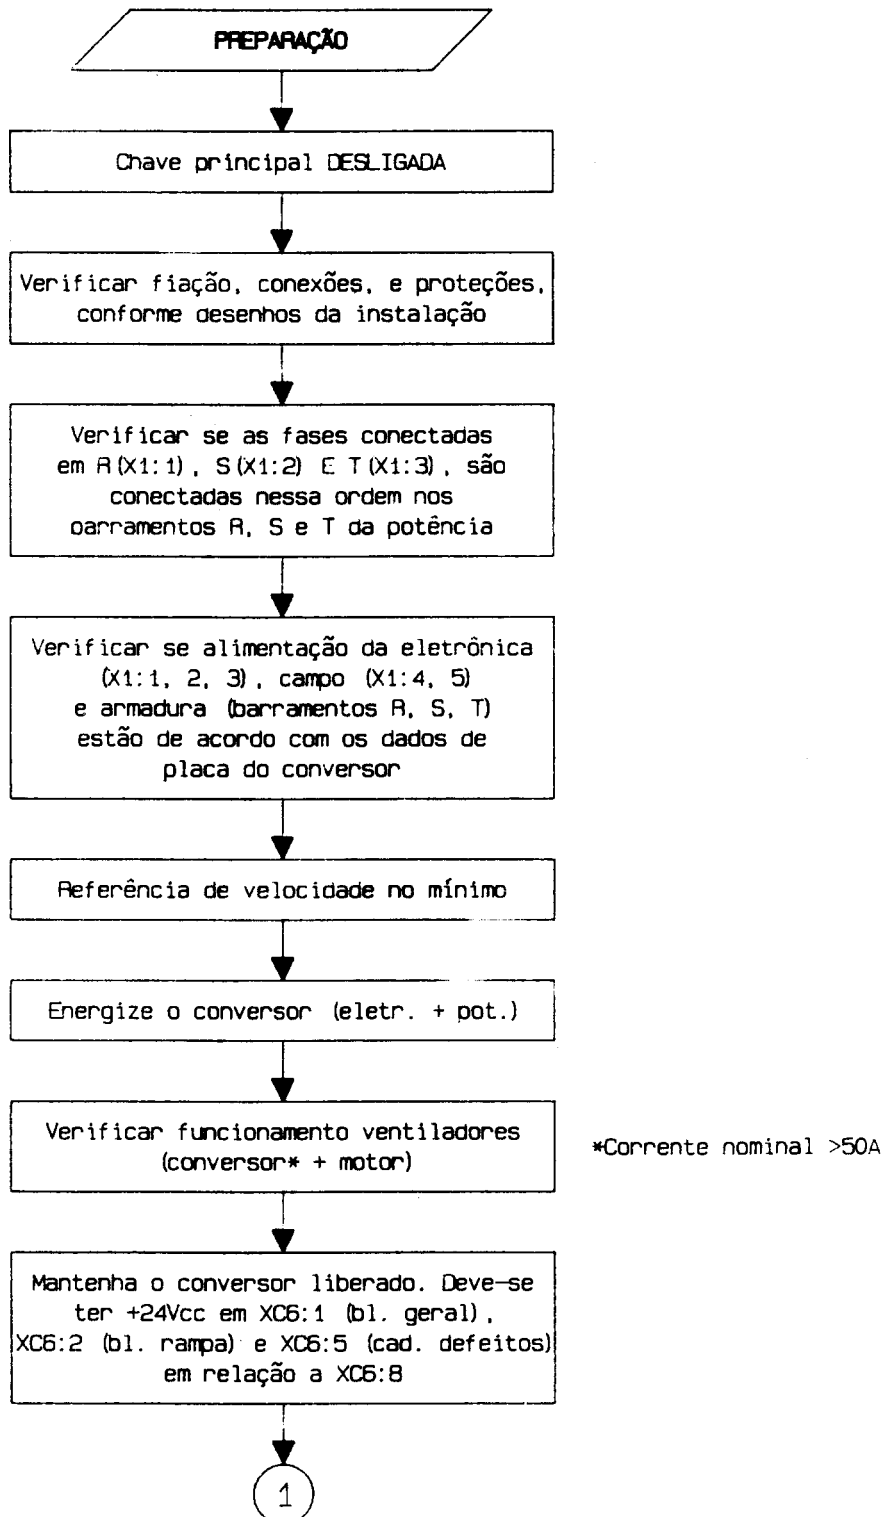 PREPARAÇÃO
Chave principal DESLIGADA
Verificar fiação, conexões, e proteções,
conforme desenhos da instalação
Verificar se as fases conectadas
em R(X1:1), S(X1:2) E T(X1:3), são
conectadas nessa ordem nos
barramentos R, S e T da potência
Verificar se alimentação da eletrônica
(X1:1, 2, 3), campo (X1:4, 5)
e armadura (barramentos R, S, T)
estão de acordo com os dados de
placa do conversor
Referência de velocidade no mínimo
Energize o conversor (eletr. + pot.)
Verificar funcionamento ventiladores
(conversor* + motor)
*Corrente nominal >50A
Mantenha o conversor liberado. Deve-se
ter +24Vcc em XC6:1 (bl. geral),
XC6:2 (bl. rampa) e XC6:5 (cad. defeitos)
em relação a XC6:8
1